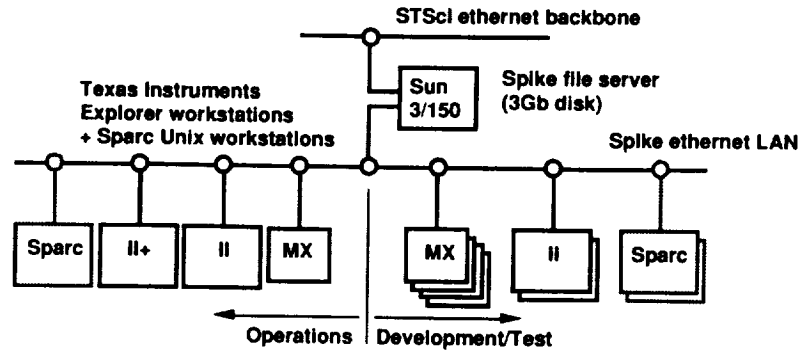 STScI ethernet backbone
Texas Instruments
Explorer workstations
+ Sparc Unix workstations
Sun
3/150
Spike file server
(3Gb disk)
Spike ethernet LAN
Sparc
II+
II
MX
MX
II
Sparc
Operations
Development/Test